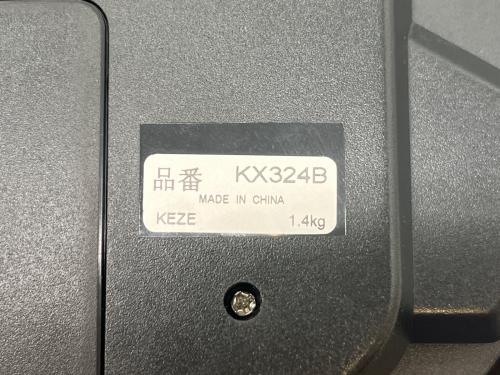 品番 KX324B
MADE IN CHINA
KEZE 1.4kg